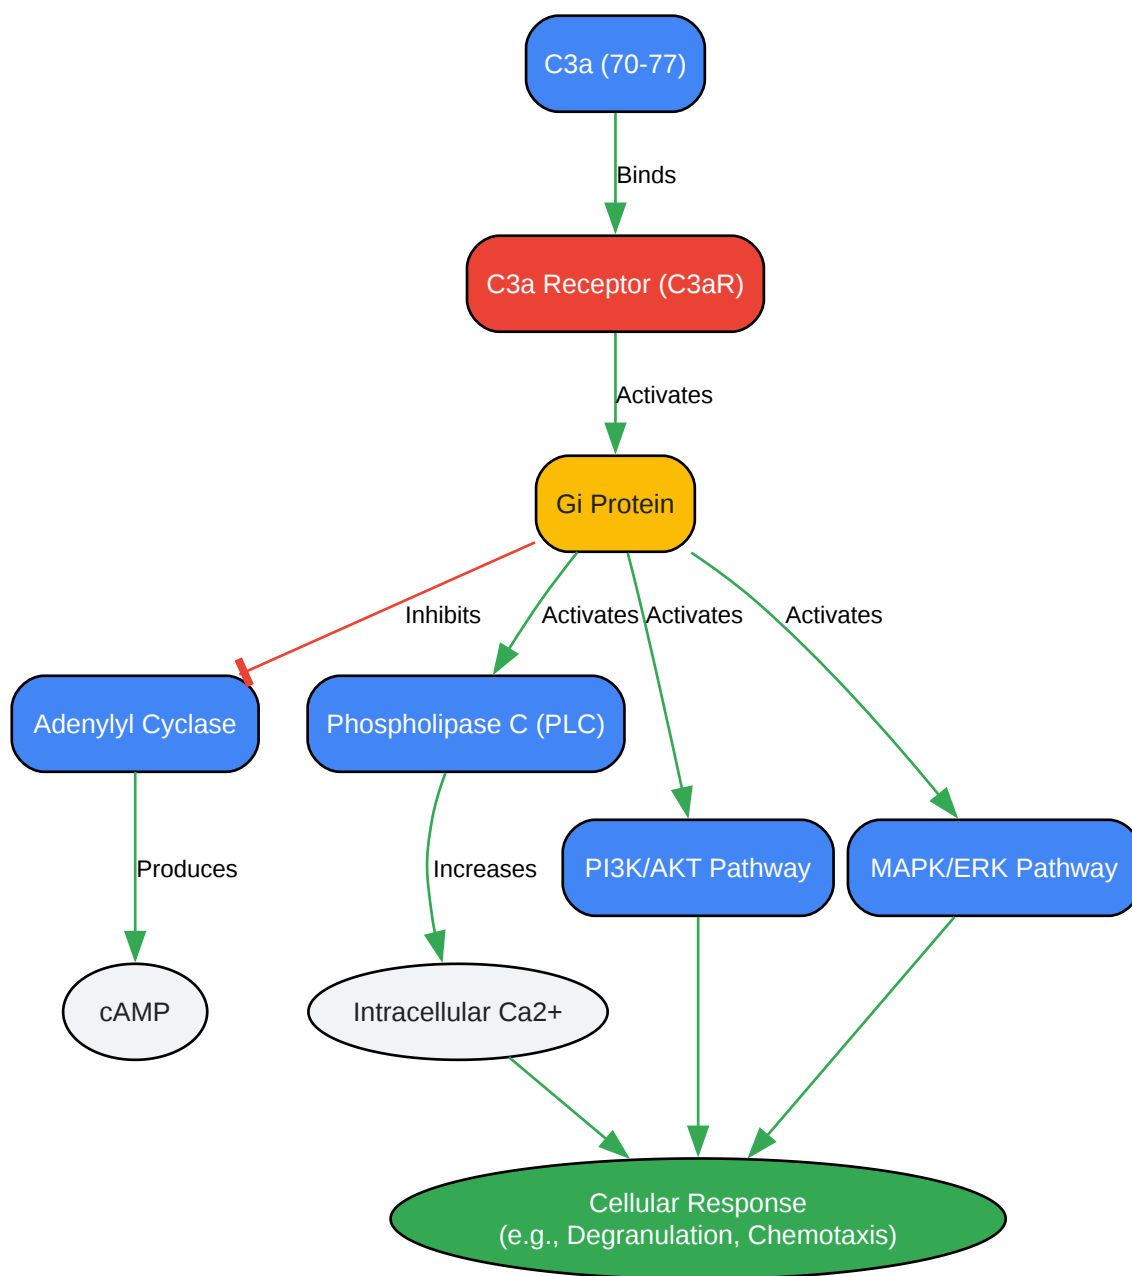 C3a (70-77)
Binds
C3a Receptor (C3aR)
Activates
Gi Protein
Inhibits
Activates
Activates
Activates
Adenylyl Cyclase
Phospholipase C (PLC)
Produces
Increases
PI3K/AKT Pathway
MAPK/ERK Pathway
cAMP
Intracellular Ca2+
Cellular Response
(e.g., Degranulation, Chemotaxis)